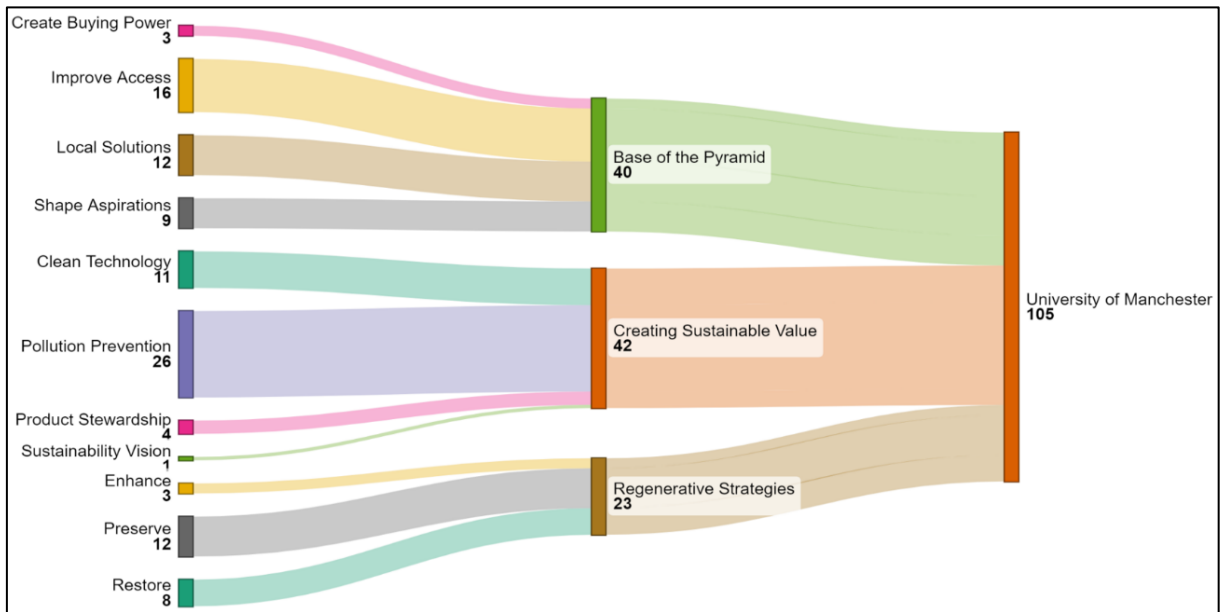 Create Buying Power
3
Improve Access
16
Local Solutions
12
Shape Aspirations
9
Clean Technology
11
Pollution Prevention
26
Product Stewardship
4
Sustainability Vision
1
Enhance
3
Preserve
12
Restore
8
Base of the Pyramid
40
Creating Sustainable Value
42
Regenerative Strategies
23
University of Manchester
105